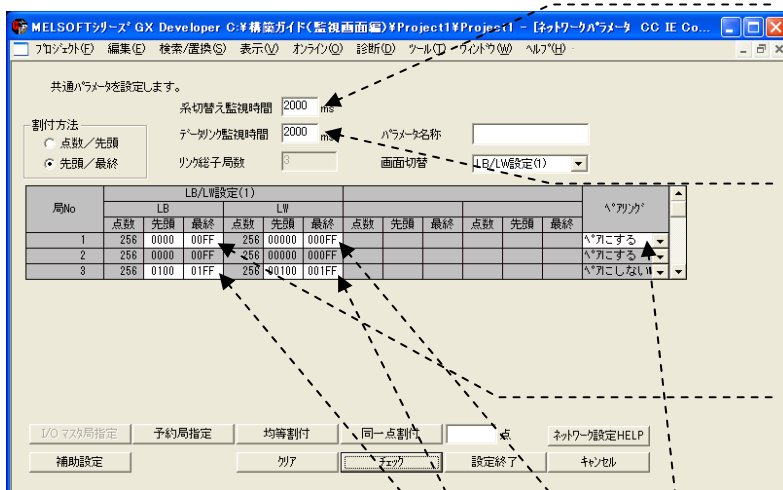 MELSOFTシリーズ GX Developer C:¥構築ガイド(監視画面編)¥Project1¥Project1 - [ネットワークパラメータ CC IE Co...
プロジェクト(F) 編集(E) 検索/置換(S) 表示(V) オンライン(O) 診断(D) ツール(T) ウィンドウ(W) ヘルプ(H)
共通パラメータを設定します。
系切替え監視時間 2000 ms
割付方法
点数/先頭
先頭/最終
データリンク監視時間 2000 ms パラメータ名称
リンク総子局数 3 画面切替 LB/LW設定(1)
局No LB/LW設定(1) ペアリング
LB LW
点数 先頭 最終 点数 先頭 最終 点数 先頭 最終 点数 先頭 最終
1 256 0000 00FF 256 00000 000FF ペアにする
2 256 0000 00FF 256 00000 000FF ペアにする
3 256 0100 01FF 256 00100 001FF ペアにしない
I/O マスタ局指定 予約局指定 均等割付 同一点割付 点 ネットワーク設定HELP
補助設定 クリア チェック 設定終了 キャンセル